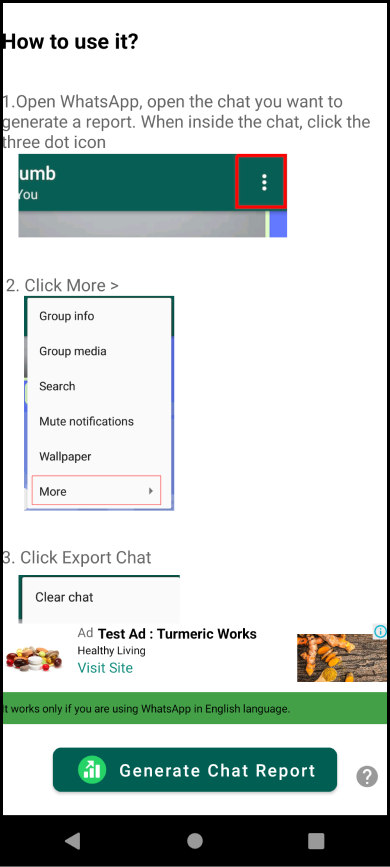 How to use it?
1.Open WhatsApp, open the chat you want to
generate a report. When inside the chat, click the
three dot icon
umb
You
2. Click More >
Group info
Group media
Search
Mute notifications
Wallpaper
More
3. Click Export Chat
Clear chat
Ad Test Ad : Turmeric Works
Healthy Living
Visit Site
It works only if you are using WhatsApp in English language.
Generate Chat Report
?